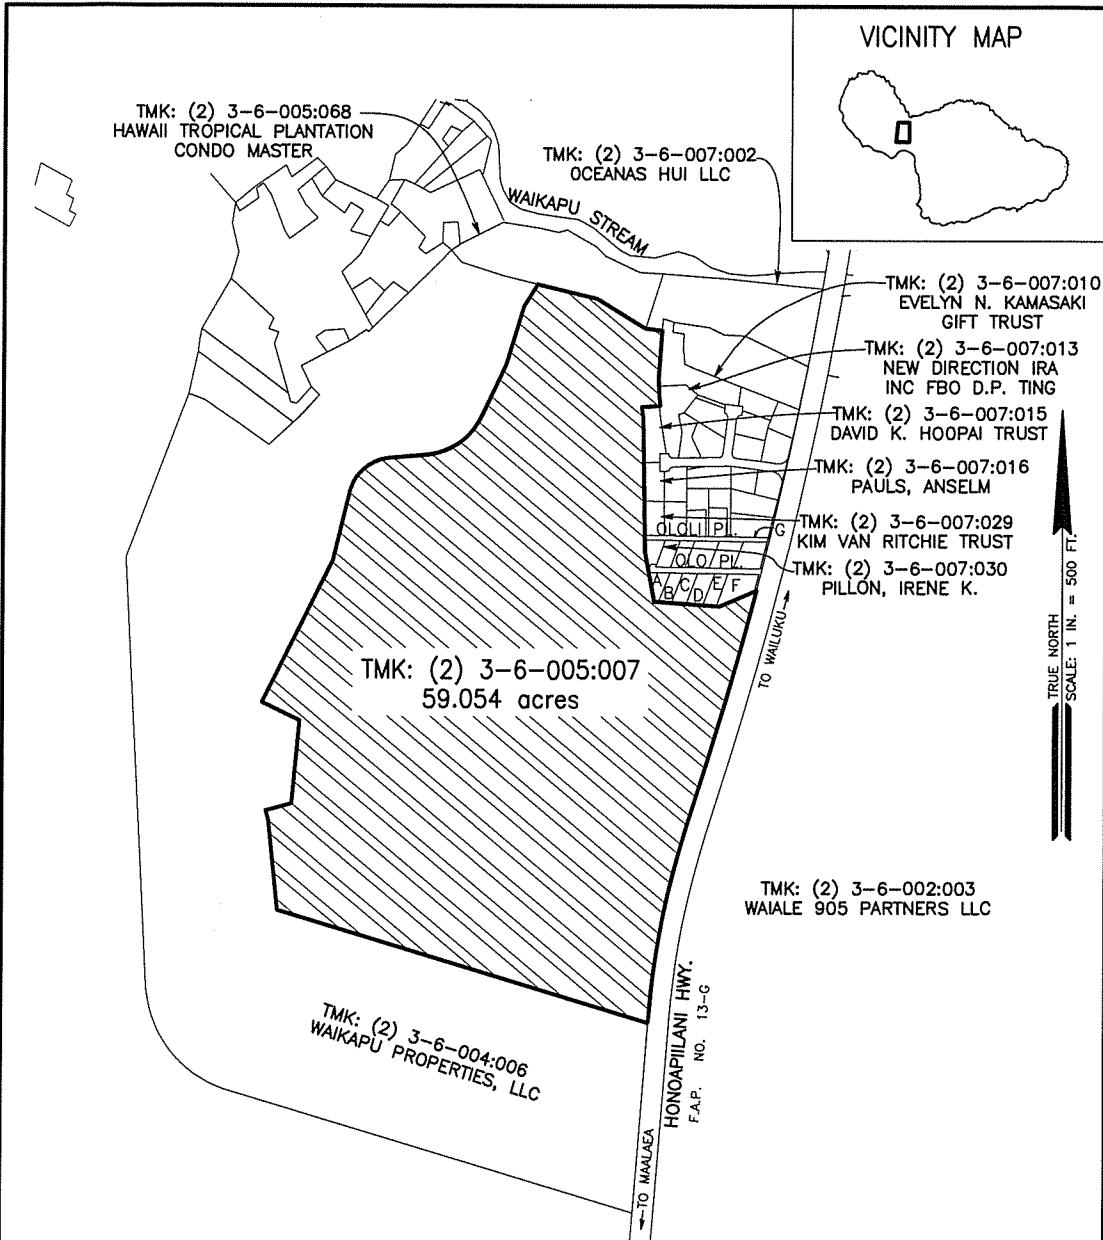 VICINITY MAP
TMK: (2) 3-6-005:068
HAWAII TROPICAL PLANTATION
CONDO MASTER
TMK: (2) 3-6-007:002
OCEANAS HUI LLC
WAIKAPU STREAM
TMK: (2) 3-6-007:010
EVELYN N. KAMASAKI
GIFT TRUST
TMK: (2) 3-6-007:013
NEW DIRECTION IRA
INC FBO D.P. TING
TMK: (2) 3-6-007:015
DAVID K. HOOPAI TRUST
TMK: (2) 3-6-007:016
PAULS, ANSELM
TMK: (2) 3-6-007:029
KIM VAN RITCHIE TRUST
TMK: (2) 3-6-007:030
PILLON, IRENE K.
OLOLI PL. G
OLO PL.
A B C D E F
TMK: (2) 3-6-005:007
59.054 acres
TO WAILUKU
TRUE NORTH
SCALE: 1 IN. = 500 FT.
TMK: (2) 3-6-002:003
WAIALE 905 PARTNERS LLC
TMK: (2) 3-6-004:006
WAIKAPU PROPERTIES, LLC
HONOAPIILANI HWY.
F.A.P. NO. 13-G
TO MAALAEA